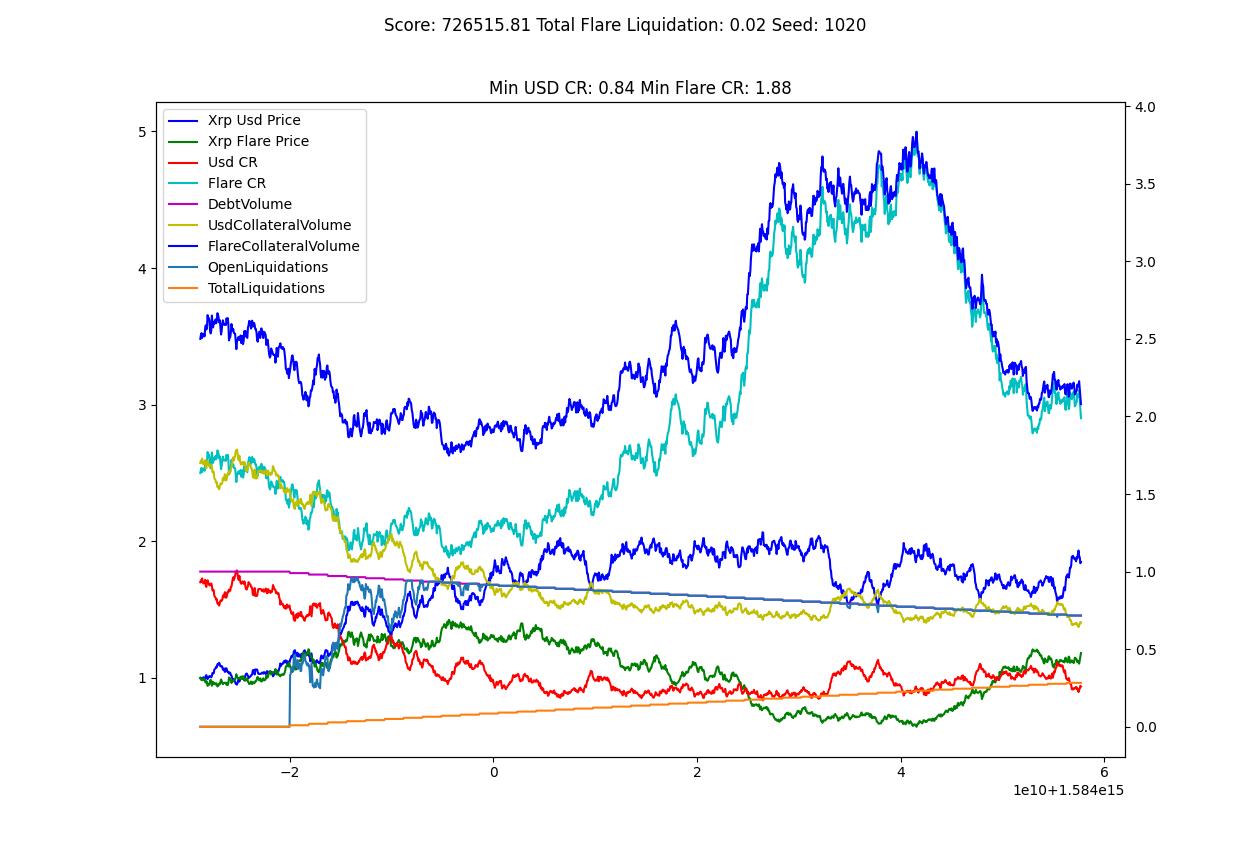 Score: 726515.81 Total Flare Liquidation: 0.02 Seed: 1020
Min USD CR: 0.84 Min Flare CR: 1.88
Xrp Usd Price
Xrp Flare Price
Usd CR
Flare CR
DebtVolume
UsdCollateralVolume
FlareCollateralVolume
OpenLiquidations
TotalLiquidations
5
4
3
2
1
4.0
3.5
3.0
2.5
2.0
1.5
1.0
0.5
0.0
−2 0 2 4 6
1e10+1.584e15